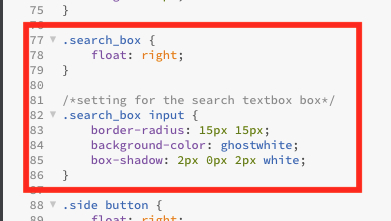 75 }
76
77 .search_box {
78 float: right;
79 }
80
81 /*setting for the search textbox box*/
82 .search_box input {
83 border-radius: 15px 15px;
84 background-color: ghostwhite;
85 box-shadow: 2px 0px 2px white;
86 }
87
88 .side button {
89 float: right;